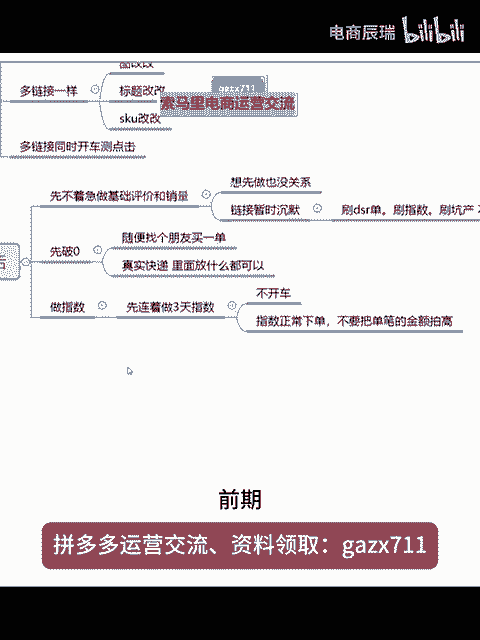 电商辰瑞 bilibili
多链接一样
标题改改
gazx711
索马里电商运营交流
sku改改
多链接同时开车测点击
想先做也没关系
先不着急做基础评价和销量
链接暂时沉默
刷dsr单。刷指数。刷坑产
随便找个朋友买一单
先破0
真实快递 里面放什么都可以
不开车
做指数
先连着做3天指数
指数正常下单，不要把单笔的金额拍高
前期
拼多多运营交流、资料领取：gazx711